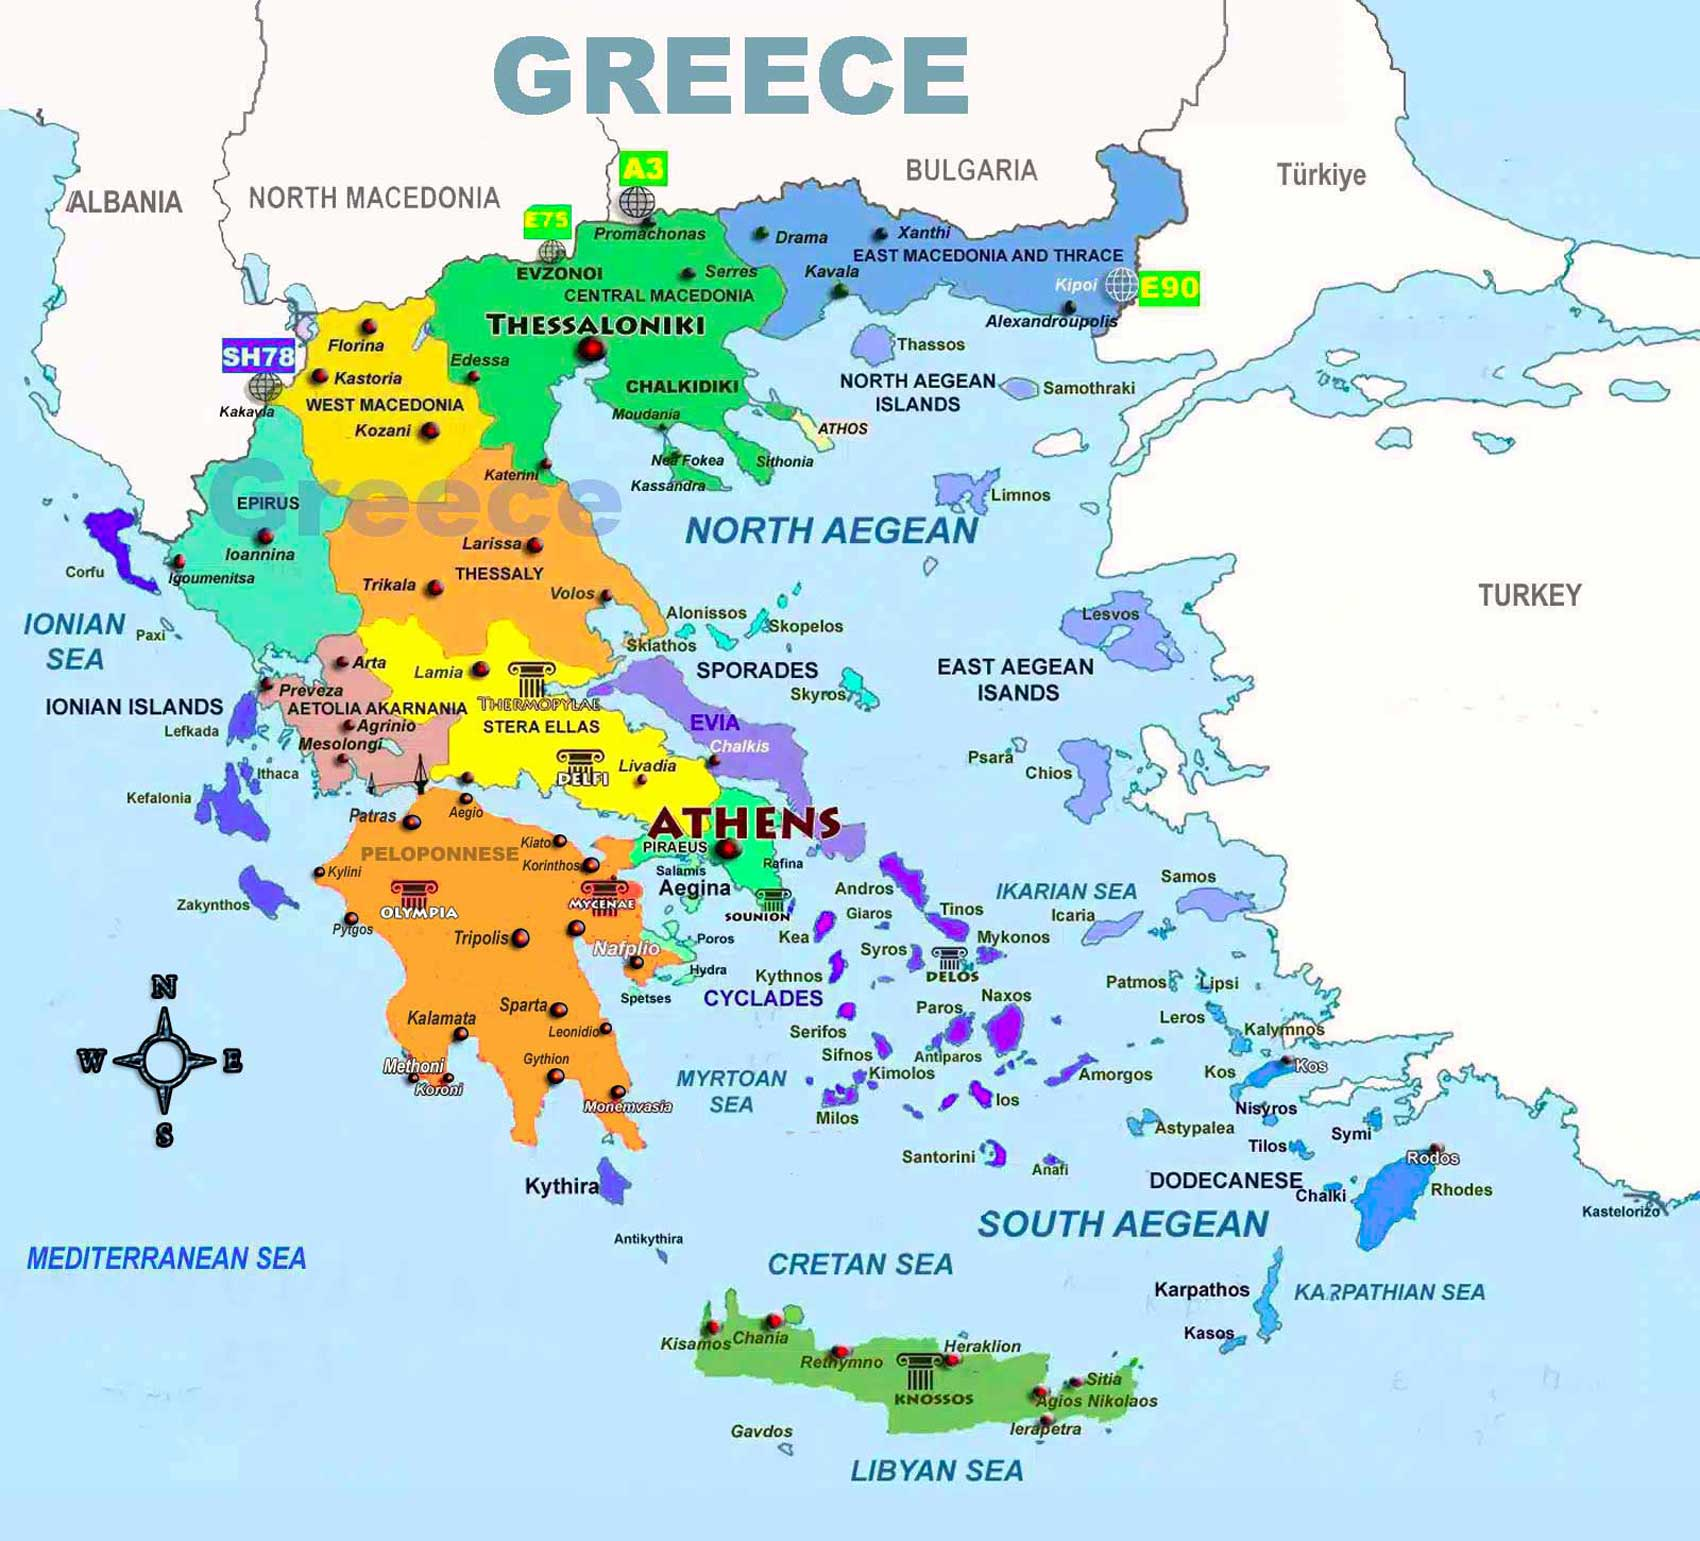 GREECE
A3
BULGARIA
Türkiye
ALBANIA
NORTH MACEDONIA
E75
Promachonas
Drama
Xanthi
EAST MACEDONIA AND THRACE
EVZONOI
Serres
Kavala
Kipoi
E90
CENTRAL MACEDONIA
THESSALONIKI
Alexandroupolis
Florina
SH78
Edessa
Thassos
Kastoria
CHALKIDIKI
NORTH AEGEAN
ISLANDS
Samothraki
Kakavia
WEST MACEDONIA
Moudania
Kozani
ATHOS
Nea Fokea
Sithonia
Katerini
Kassandra
Limnos
Greece
EPIRUS
NORTH AEGEAN
Larissa
Ioannina
Corfu
Igoumenitsa
THESSALY
Trikala
Volos
TURKEY
IONIAN
SEA
Paxi
Alonissos
Skopelos
Lesvos
Skiathos
Arta
Lamia
SPORADES
EAST AEGEAN
ISANDS
Preveza
Skyros
IONIAN ISLANDS
AETOLIA AKARNANIA
THERMOPYLAE
Lefkada
Agrinio
STERA ELLAS
EVIA
Mesolongi
Chalkis
Psara
Chios
Ithaca
DELFI
Livadia
Kefalonia
Patras
Aegio
ATHENS
PELOPONNESE
Kiato
PIRAEUS
Kylini
Korinthos
Salamis
Rafina
Zakynthos
OLYMPIA
MYCENAE
Aegina
Andros
IKARIAN SEA
Samos
Pytgos
SOUNION
Giaros
Tinos
Icaria
Tripolis
Nafplio
Poros
Kea
Syros
Mykonos
Hydra
Kythnos
DELOS
Patmos
Lipsi
N
Spetses
CYCLADES
Paros
Naxos
Sparta
Kalamata
Leonidio
Serifos
Leros
Kalymnos
W
E
Methoni
Gythion
Sifnos
Antiparos
Koroni
MYRTOAN
SEA
Kimolos
Amorgos
Kos
Kos
Monemvasia
Milos
Ios
Nisyros
S
Astypalea
Tilos
Symi
Santorini
Anafi
Rodos
Kythira
DODECANESE
Chalki
Rhodes
Kastelorizo
SOUTH AEGEAN
Antikythira
MEDITERRANEAN SEA
CRETAN SEA
Karpathos
KARPATHIAN SEA
Kasos
Kisamos
Chania
Heraklion
Rethymno
KNOSSOS
Sitia
Agios Nikolaos
Gavdos
Ierapetra
LIBYAN SEA